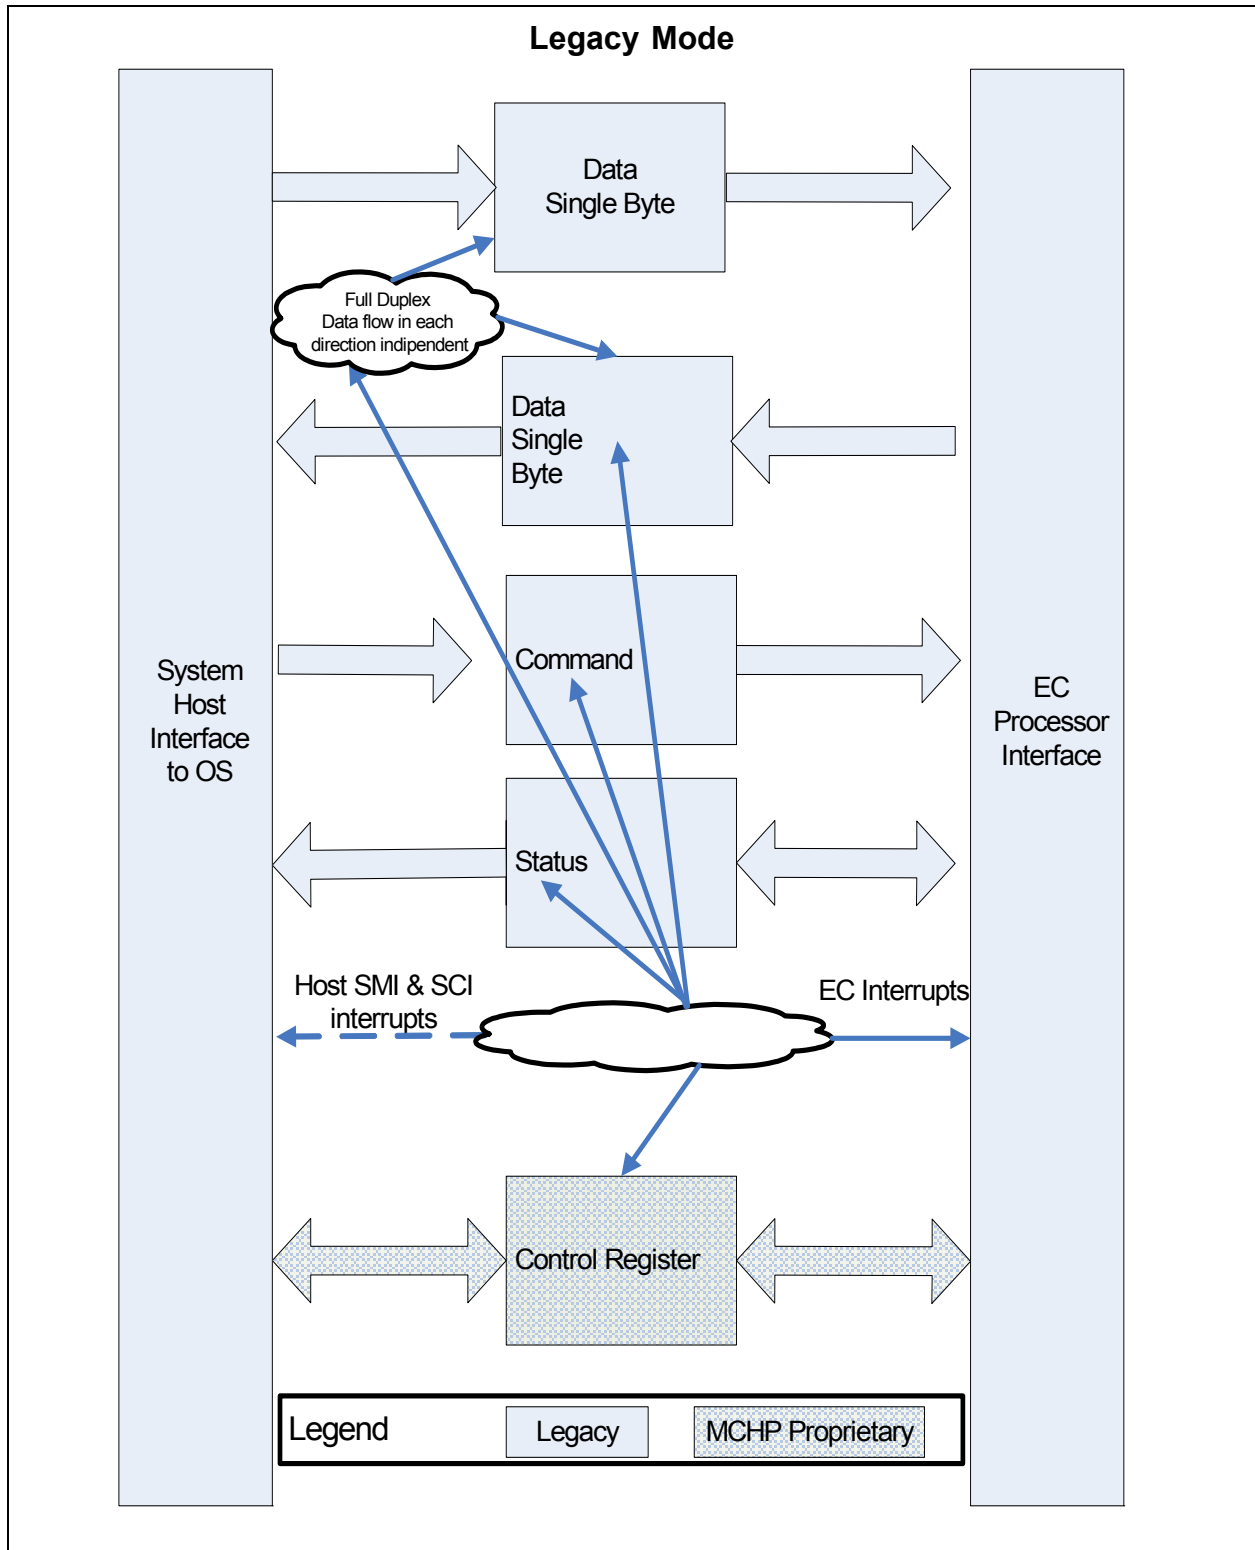 Legacy Mode
Data
Single Byte
Full Duplex
Data flow in each
direction indipendent
Data
Single
Byte
System
Host
Interface
to OS
Command
EC
Processor
Interface
Status
Host SMI & SCI
interrupts
EC Interrupts
Control Register
Legend
Legacy
MCHP Proprietary